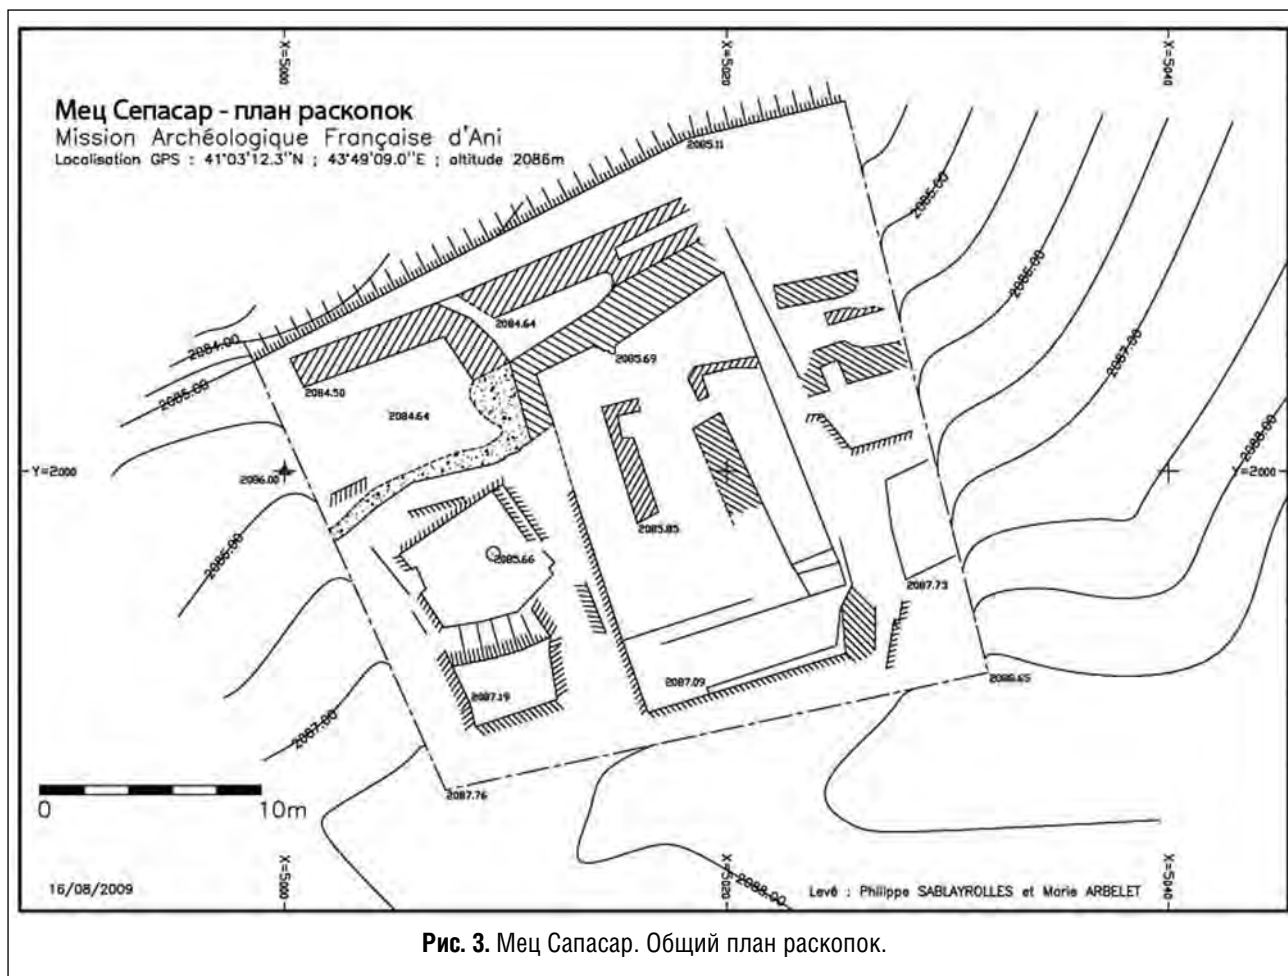 X=5000
X=5020
X=5040
Мец Сепасар - план раскопок
Mission Archéologique Française d'Ani
Localisation GPS : 41°03'12.3''N ; 43°49'09.0''E ; altitude 2086m
2085.11
2085.00
2086.00
2087.00
2088.00
2084.00
2085.00
2084.64
2085.69
2084.50
2084.64
Y=2000
2086.00
Y=2000
2085.85
2086.00
2085.66
2087.73
2087.09
2088.65
2087.19
2087.00
2087.76
0 10m
X=5000
X=5020
2088.00
X=5040
16/08/2009
Levé : Philippe SABLAYROLLES et Marie ARBELET
Рис. 3. Мец Сапасар. Общий план раскопок.